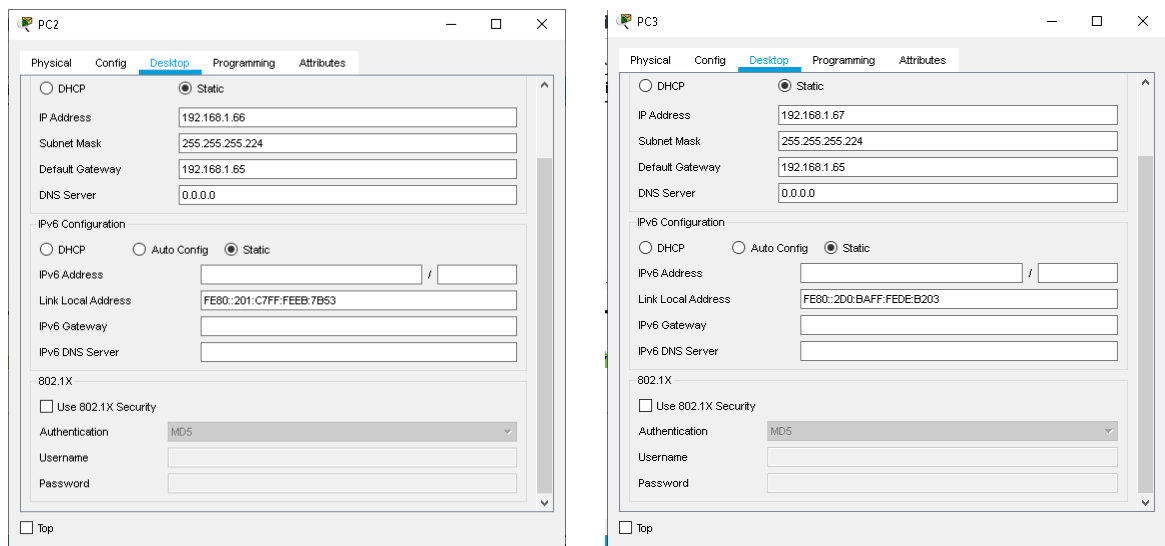 PC2
Physical Config Desktop Programming Attributes
DHCP Static
IP Address 192.168.1.66
Subnet Mask 255.255.255.224
Default Gateway 192.168.1.65
DNS Server 0.0.0.0
IPv6 Configuration
DHCP Auto Config Static
IPv6 Address /
Link Local Address FE80::201:C7FF:FEEB:7B53
IPv6 Gateway
IPv6 DNS Server
802.1X
Use 802.1X Security
Authentication MD5
Username
Password
Top
PC3
Physical Config Desktop Programming Attributes
DHCP Static
IP Address 192.168.1.67
Subnet Mask 255.255.255.224
Default Gateway 192.168.1.65
DNS Server 0.0.0.0
IPv6 Configuration
DHCP Auto Config Static
IPv6 Address /
Link Local Address FE80::2D0:BAFF:FEDE:B203
IPv6 Gateway
IPv6 DNS Server
802.1X
Use 802.1X Security
Authentication MD5
Username
Password
Top